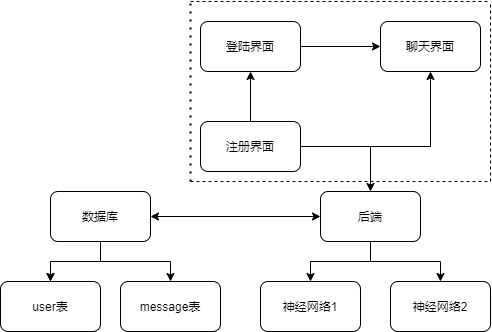 登陆界面
聊天界面
注册界面
数据库
后端
user表
message表
神经网络1
神经网络2